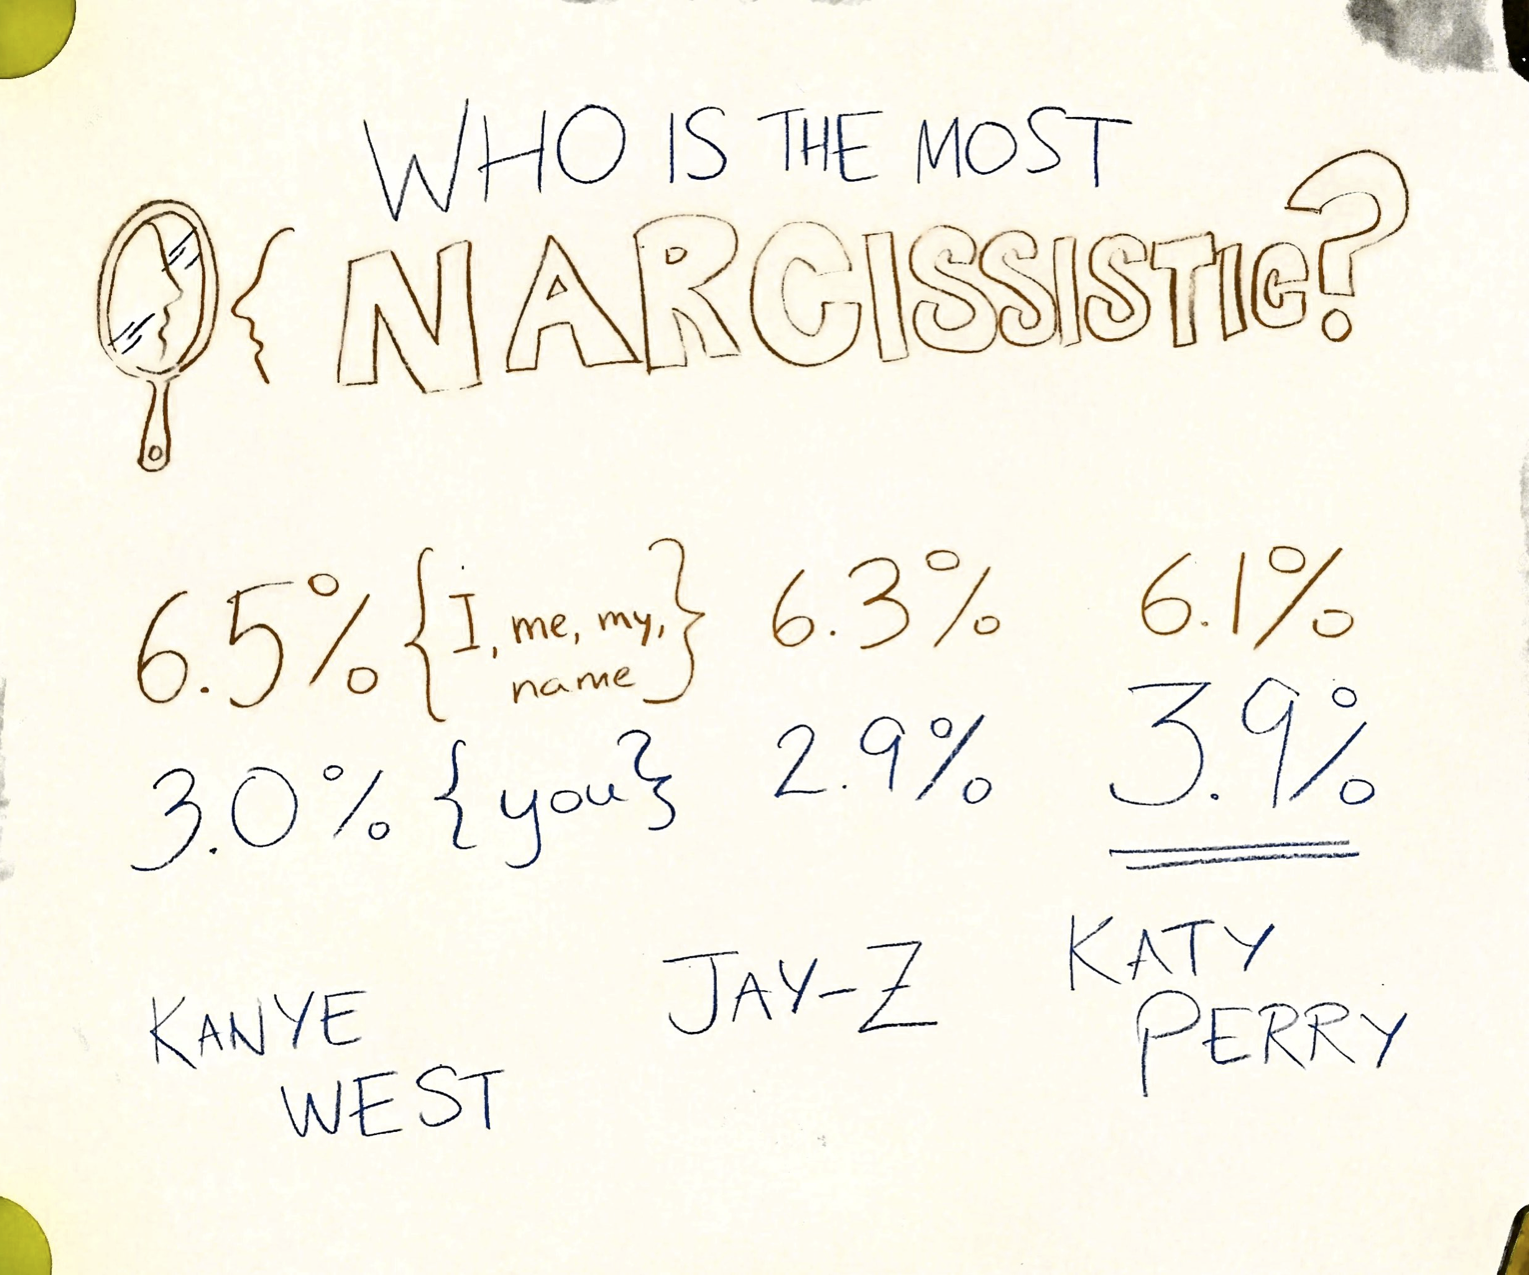 WHO IS THE MOST
NARCISSISTIC?
6.5% {I, me, my, name} 6.3% 6.1%
3.0% {you} 2.9% 3.9%
KANYE WEST
JAY-Z
KATY PERRY